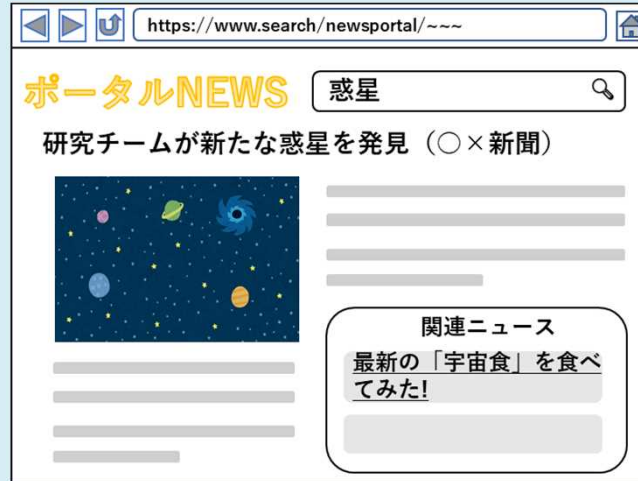 https://www.search/newsportal/~~~
ポータルNEWS
惑星
研究チームが新たな惑星を発見（○×新聞）
関連ニュース
最新の「宇宙食」を食べ
てみた!